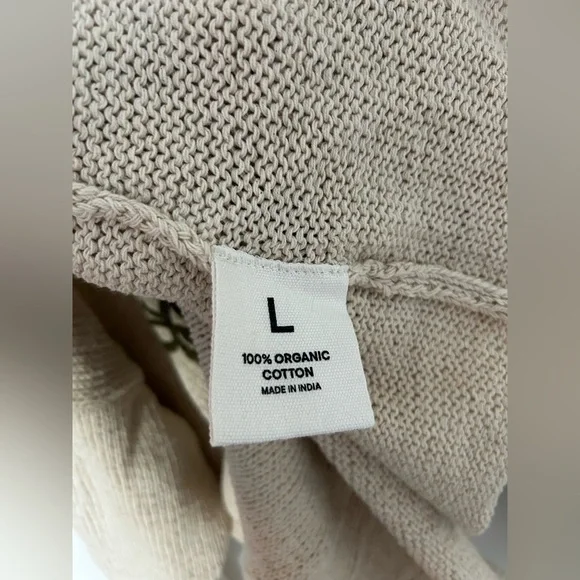 L
100% ORGANIC
COTTON
MADE IN INDIA